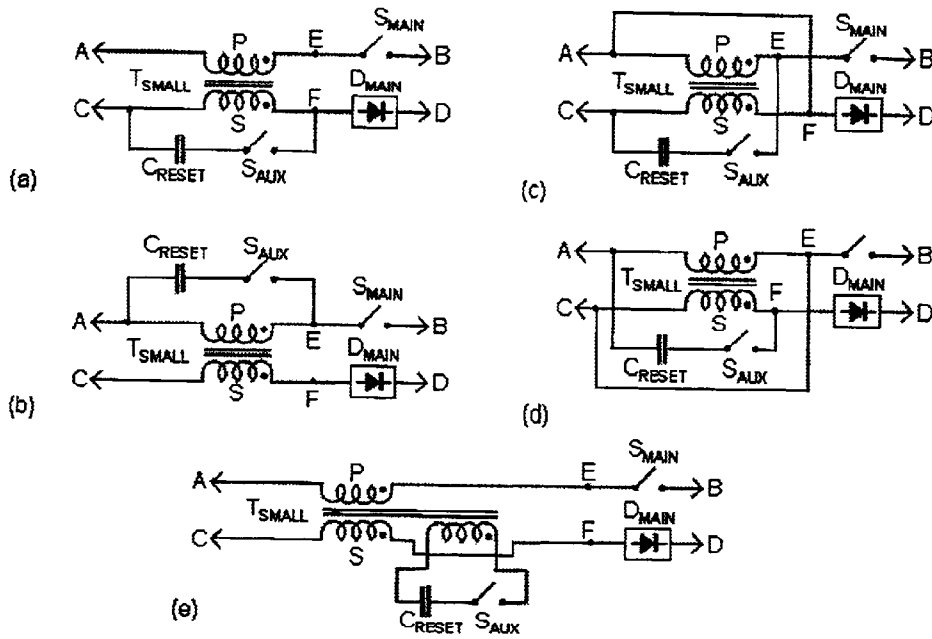 A P E S_MAIN B
T_SMALL D_MAIN
C S F D
C_RESET S_AUX
(a)
C_RESET S_AUX
S_MAIN
A P E B
T_SMALL D_MAIN
C S F D
(b)
A P E S_MAIN B
T_SMALL D_MAIN
C S F D
C_RESET S_AUX
(c)
A P E B
T_SMALL D_MAIN
C S F D
C_RESET S_AUX
(d)
A P E S_MAIN B
T_SMALL D_MAIN
C S F D
C_RESET S_AUX
(e)